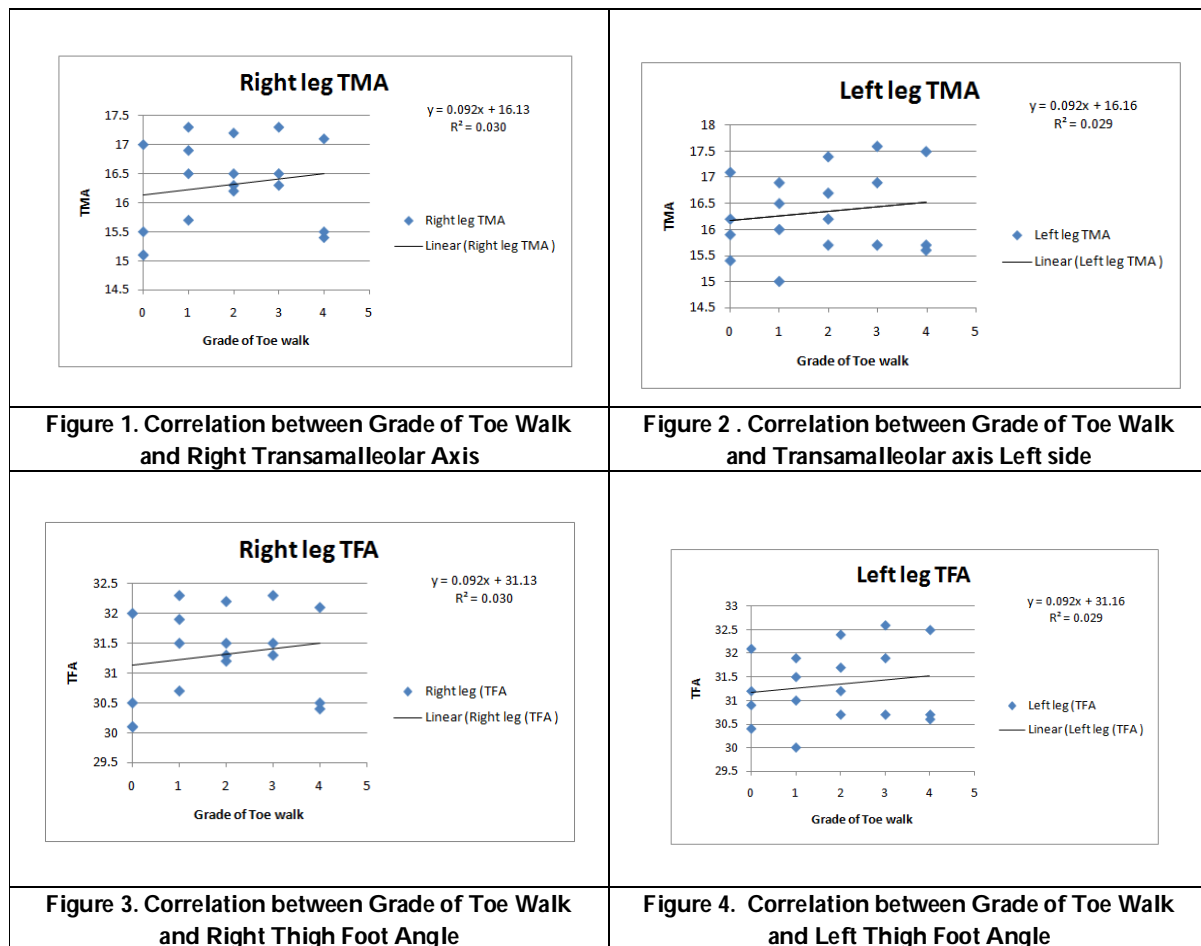 Right leg TMA
y = 0.092x + 16.13
R² = 0.030
17.5
17
16.5
16
15.5
15
14.5
TMA
0 1 2 3 4 5
Grade of Toe walk
Right leg TMA
Linear (Right leg TMA )
Left leg TMA
y = 0.092x + 16.16
R² = 0.029
18
17.5
17
16.5
16
15.5
15
14.5
TMA
0 1 2 3 4 5
Grade of Toe walk
Left leg TMA
Linear (Left leg TMA )
Figure 1. Correlation between Grade of Toe Walk
and Right Transamalleolar Axis
Figure 2 . Correlation between Grade of Toe Walk
and Transamalleolar axis Left side
Right leg TFA
y = 0.092x + 31.13
R² = 0.030
32.5
32
31.5
31
30.5
30
29.5
TFA
0 1 2 3 4 5
Grade of Toe walk
Right leg (TFA
Linear (Right leg (TFA )
Left leg TFA
y = 0.092x + 31.16
R² = 0.029
33
32.5
32
31.5
31
30.5
30
29.5
TFA
0 1 2 3 4 5
Grade of Toe walk
Left leg (TFA
Linear (Left leg (TFA )
Figure 3. Correlation between Grade of Toe Walk
and Right Thigh Foot Angle
Figure 4. Correlation between Grade of Toe Walk
and Left Thigh Foot Angle